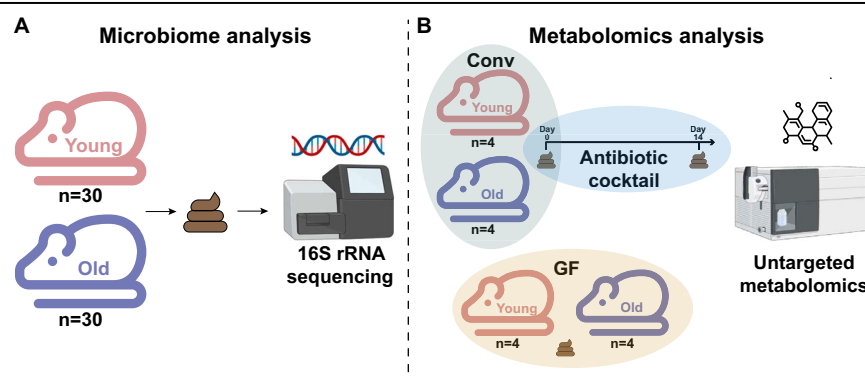 A
Microbiome analysis
Young
n=30
Old
n=30
16S rRNA
sequencing
B
Metabolomics analysis
Conv
Young
n=4
Old
n=4
Day
0
Day
14
Antibiotic
cocktail
GF
Young
n=4
Old
n=4
Untargeted
metabolomics